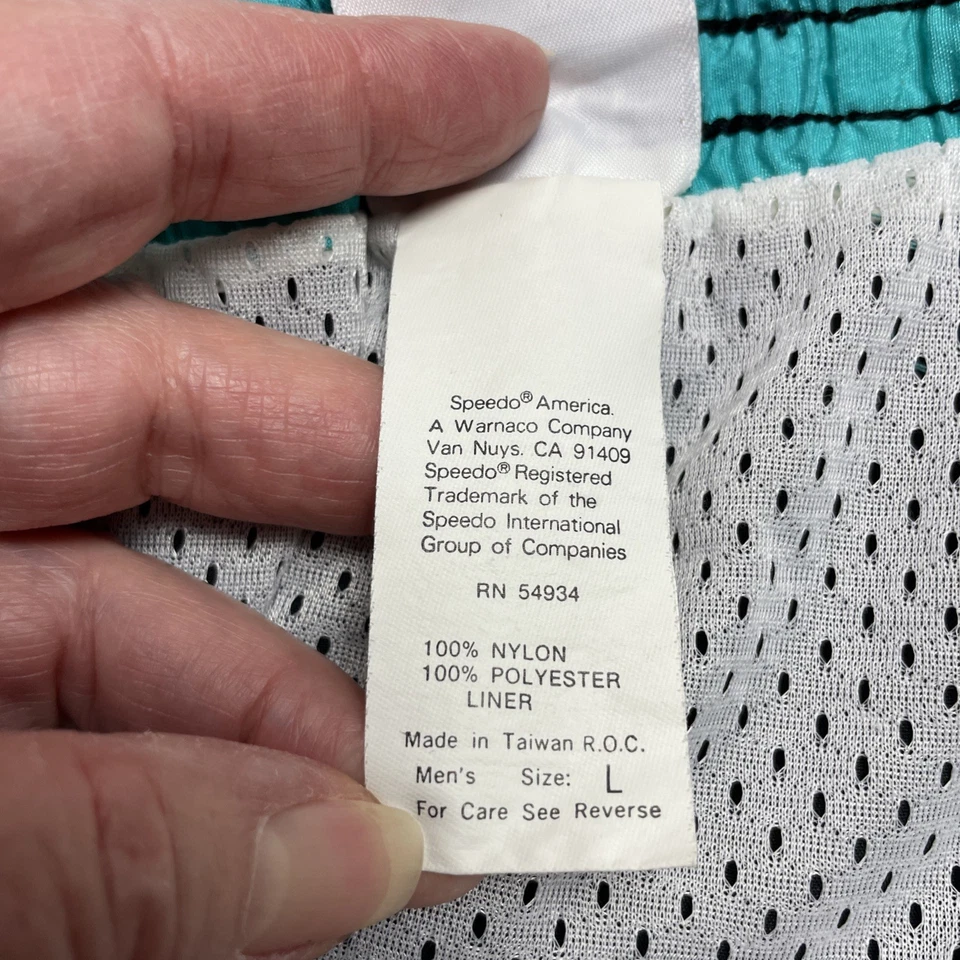 Speedo® America.
A Warnaco Company
Van Nuys. CA 91409
Speedo® Registered
Trademark of the
Speedo International
Group of Companies
RN 54934
100% NYLON
100% POLYESTER
LINER
Made in Taiwan R.O.C.
Men's Size: L
For Care See Reverse